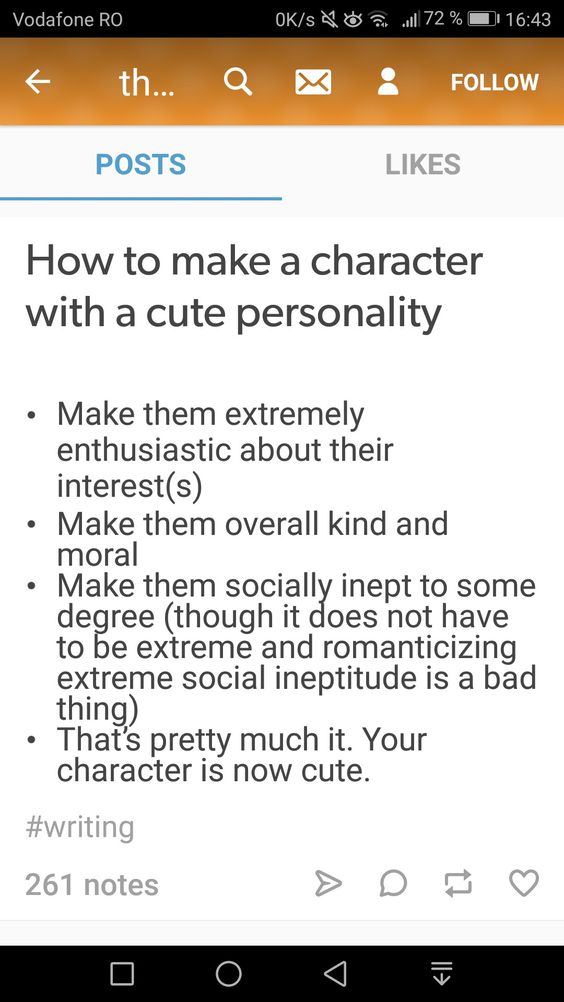 Vodafone RO 0K/s 72 % 16:43
th... FOLLOW
POSTS LIKES
How to make a character
with a cute personality
• Make them extremely
enthusiastic about their
interest(s)
• Make them overall kind and
moral
• Make them socially inept to some
degree (though it does not have
to be extreme and romanticizing
extreme social ineptitude is a bad
thing)
• That's pretty much it. Your
character is now cute.
#writing
261 notes